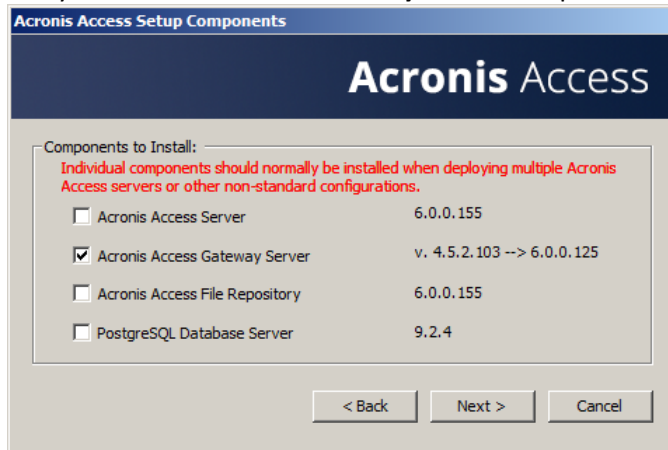 Acronis Access Setup Components
Acronis Access
Components to Install:
Individual components should normally be installed when deploying multiple Acronis
Access servers or other non-standard configurations.
Acronis Access Server 6.0.0.155
Acronis Access Gateway Server v. 4.5.2.103 --> 6.0.0.125
Acronis Access File Repository 6.0.0.155
PostgreSQL Database Server 9.2.4
< Back Next > Cancel